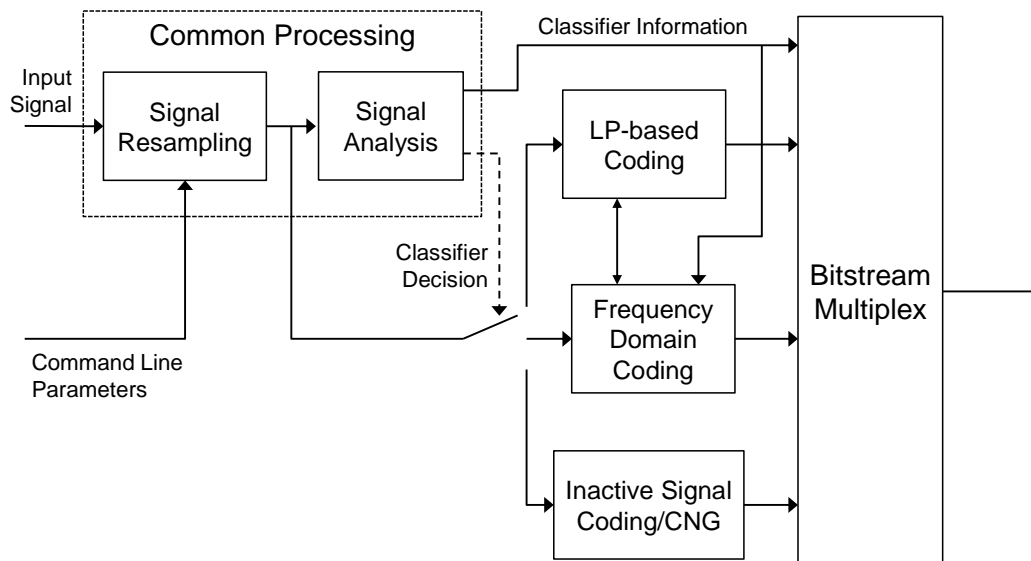 Common Processing
Classifier Information
Input
Signal
Signal
Resampling
Signal
Analysis
LP-based
Coding
Classifier
Decision
Bitstream
Multiplex
Frequency
Domain
Coding
Command Line
Parameters
Inactive Signal
Coding/CNG